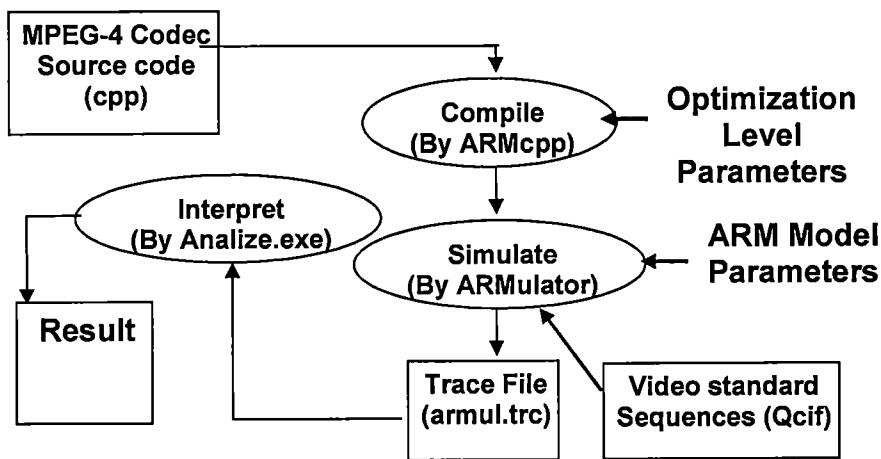 MPEG-4 Codec
Source code
(cpp)
Compile
(By ARMcpp)
Optimization
Level
Parameters
Interpret
(By Analize.exe)
Simulate
(By ARMulator)
ARM Model
Parameters
Result
Trace File
(armul.trc)
Video standard
Sequences (Qcif)